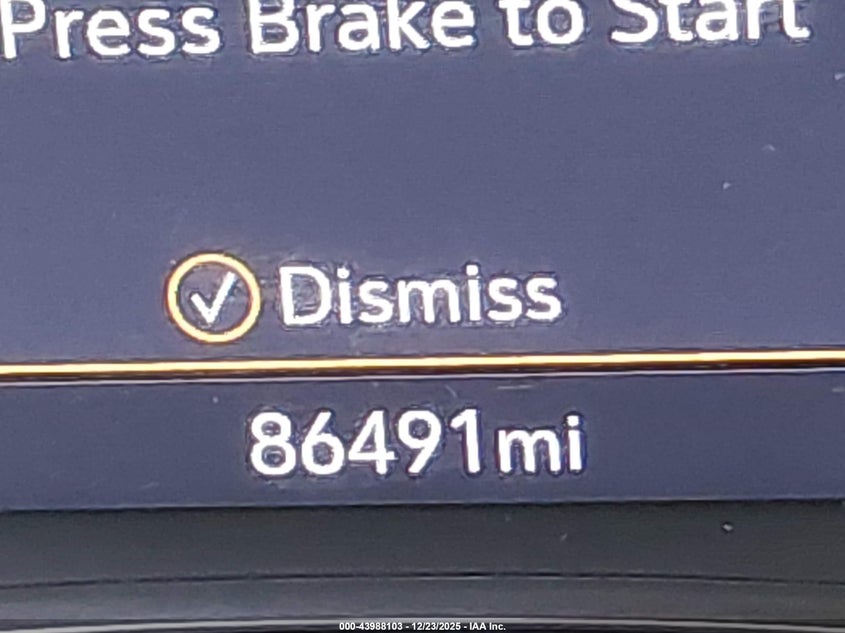 Press Brake to Start
Dismiss
86491mi
000-43988103 - 12/23/2025 - IAA Inc.